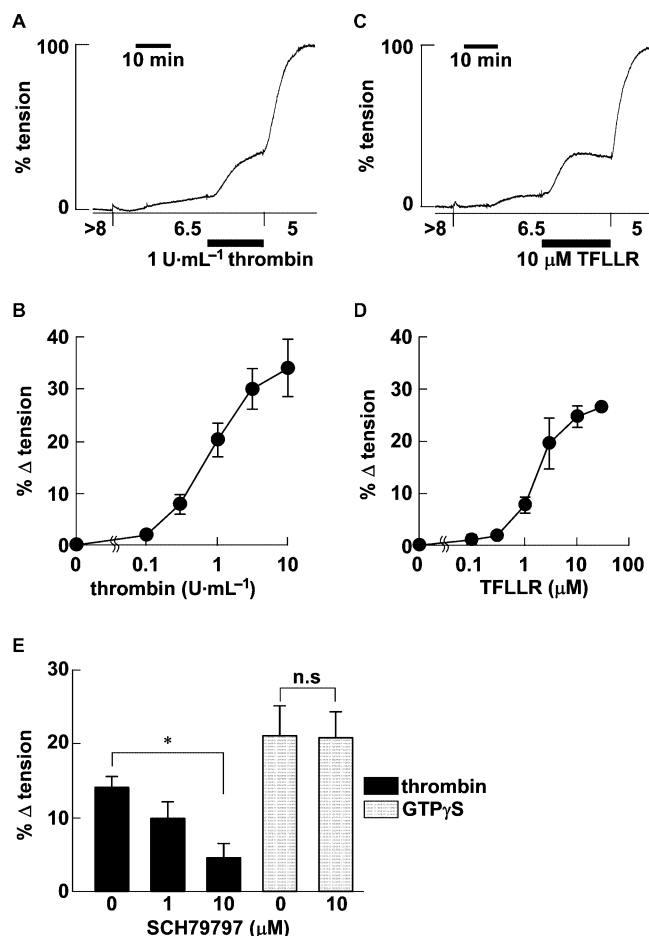 A
100
10 min
% tension
0
>8
6.5
5
1 U·mL⁻¹ thrombin
C
100
10 min
% tension
0
>8
6.5
5
10 μM TFLLR
B
40
30
20
10
0
% Δ tension
0
0.1
1
10
thrombin (U·mL⁻¹)
D
40
30
20
10
0
% Δ tension
0
0.1
1
10
100
TFLLR (μM)
E
30
20
10
0
% Δ tension
*
n.s
thrombin
GTPγS
0
1
10
0
10
SCH79797 (μM)